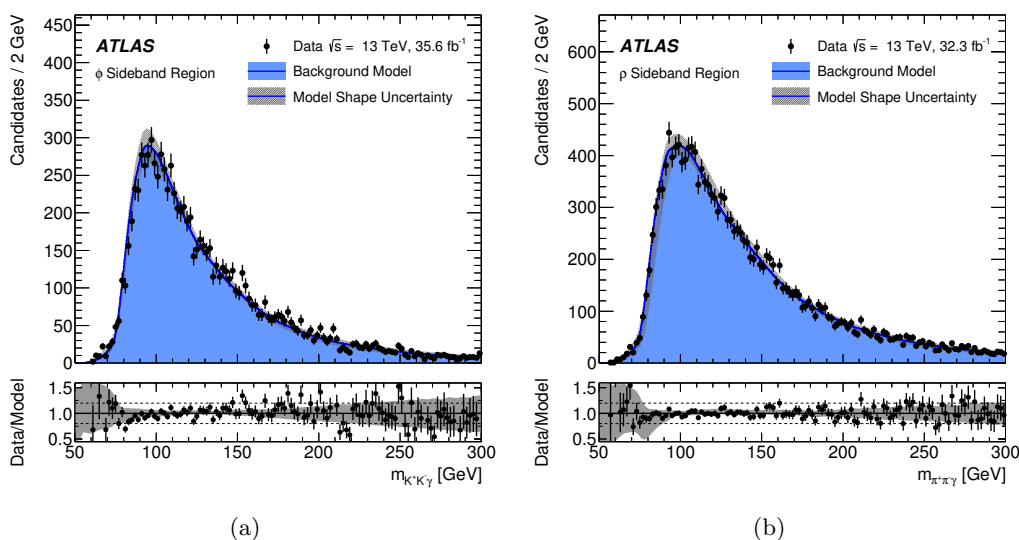 Candidates / 2 GeV
450
400
350
300
250
200
150
100
50
0
ATLAS
ϕ Sideband Region
Data √s = 13 TeV, 35.6 fb⁻¹
Background Model
Model Shape Uncertainty
Data/Model
1.5
1.0
0.5
50 100 150 200 250 300
m_K⁺K⁻γ [GeV]
(a)
Candidates / 2 GeV
600
500
400
300
200
100
0
ATLAS
ρ Sideband Region
Data √s = 13 TeV, 32.3 fb⁻¹
Background Model
Model Shape Uncertainty
Data/Model
1.5
1.0
0.5
50 100 150 200 250 300
m_π⁺π⁻γ [GeV]
(b)